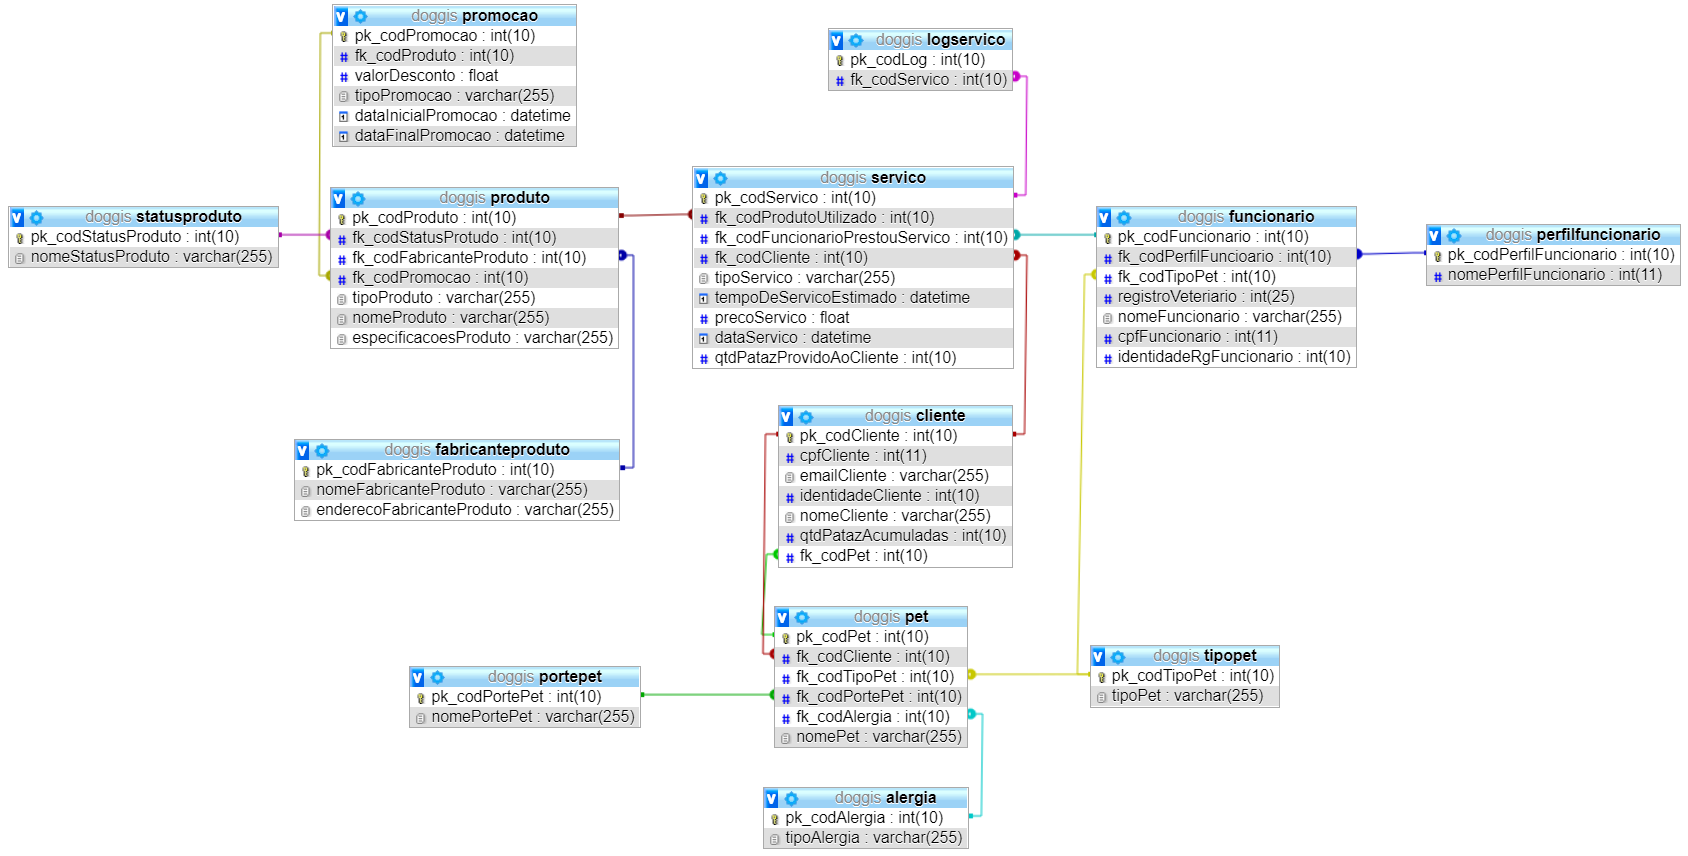 doggis promocao
pk_codPromocao : int(10)
fk_codProduto : int(10)
valorDesconto : float
tipoPromocao : varchar(255)
dataInicialPromocao : datetime
dataFinalPromocao : datetime
doggis logservico
pk_codLog : int(10)
fk_codServico : int(10)
doggis statusproduto
pk_codStatusProduto : int(10)
nomeStatusProduto : varchar(255)
doggis produto
pk_codProduto : int(10)
fk_codStatusProtudo : int(10)
fk_codFabricanteProduto : int(10)
fk_codPromocao : int(10)
tipoProduto : varchar(255)
nomeProduto : varchar(255)
especificacoesProduto : varchar(255)
doggis servico
pk_codServico : int(10)
fk_codProdutoUtilizado : int(10)
fk_codFuncionarioPrestouServico : int(10)
fk_codCliente : int(10)
tipoServico : varchar(255)
tempoDeServicoEstimado : datetime
precoServico : float
dataServico : datetime
qtdPatazProvidoAoCliente : int(10)
doggis funcionario
pk_codFuncionario : int(10)
fk_codPerfilFuncioario : int(10)
fk_codTipoPet : int(10)
registroVeteriario : int(25)
nomeFuncionario : varchar(255)
cpfFuncionario : int(11)
identidadeRgFuncionario : int(10)
doggis perfilfuncionario
pk_codPerfilFuncionario : int(10)
nomePerfilFuncionario : int(11)
doggis fabricanteproduto
pk_codFabricanteProduto : int(10)
nomeFabricanteProduto : varchar(255)
enderecoFabricanteProduto : varchar(255)
doggis cliente
pk_codCliente : int(10)
cpfCliente : int(11)
emailCliente : varchar(255)
identidadeCliente : int(10)
nomeCliente : varchar(255)
qtdPatazAcumuladas : int(10)
fk_codPet : int(10)
doggis portepet
pk_codPortePet : int(10)
nomePortePet : varchar(255)
doggis pet
pk_codPet : int(10)
fk_codCliente : int(10)
fk_codTipoPet : int(10)
fk_codPortePet : int(10)
fk_codAlergia : int(10)
nomePet : varchar(255)
doggis tipopet
pk_codTipoPet : int(10)
tipoPet : varchar(255)
doggis alergia
pk_codAlergia : int(10)
tipoAlergia : varchar(255)